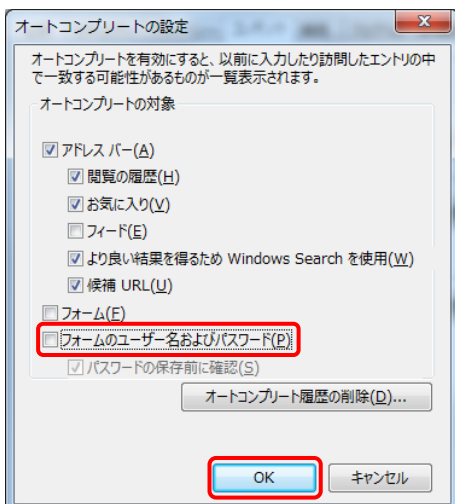 オートコンプリートの設定
オートコンプリートを有効にすると、以前に入力したり訪問したエントリの中
で一致する可能性があるものが一覧表示されます。
オートコンプリートの対象
アドレス バー(A)
閲覧の履歴(H)
お気に入り(V)
フィード(E)
より良い結果を得るため Windows Search を使用(W)
候補 URL(U)
フォーム(F)
フォームのユーザー名およびパスワード(P)
パスワードの保存前に確認(S)
オートコンプリート履歴の削除(D)...
OK
キャンセル